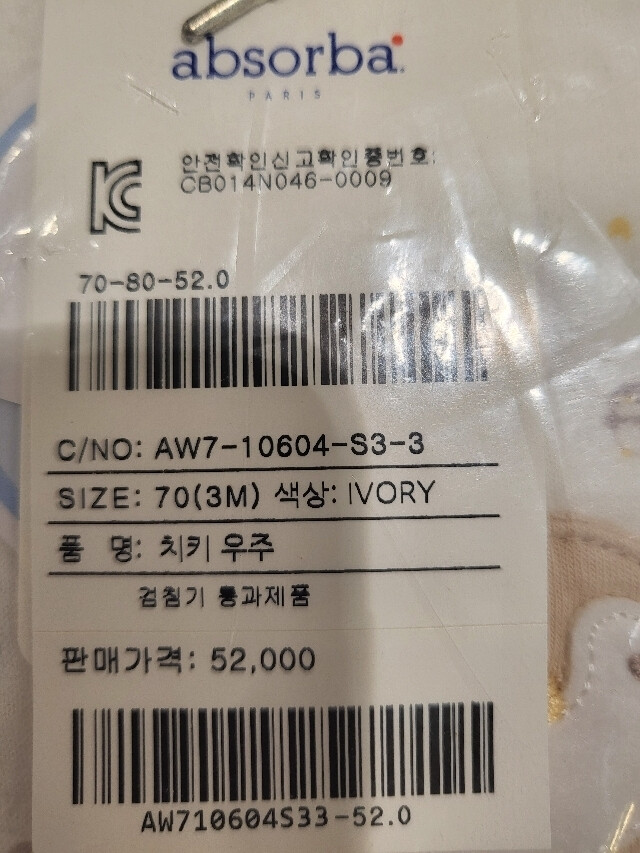 absorba
PARIS
안전확인신고확인증번호:
CB014N046-0009
70-80-52.0
C/NO: AW7-10604-S3-3
SIZE: 70(3M) 색상: IVORY
품 명: 치키 우주
검침기 통과제품
판매가격: 52,000
AW710604S33-52.0